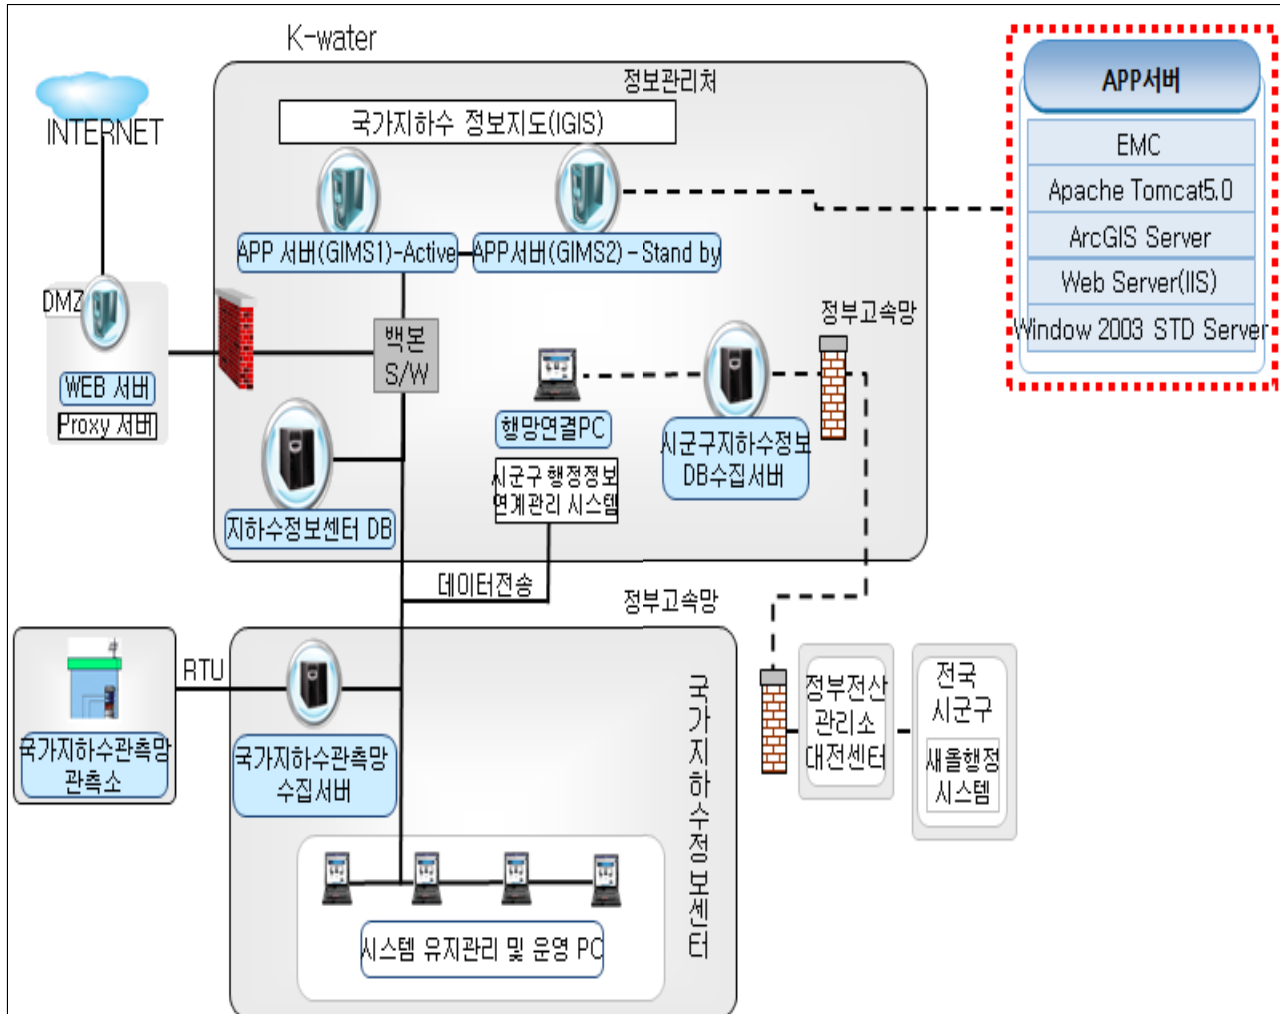 K-water
정보관리처
국가지하수 정보지도(IGIS)
INTERNET
APP 서버(GIMS1)-Active
APP서버(GIMS2) - Stand by
APP서버
EMC
Apache Tomcat5.0
ArcGIS Server
Web Server(IIS)
Window 2003 STD Server
DMZ
WEB 서버
Proxy 서버
백본
S/W
정부고속망
행망연결PC
시군구 행정정보
연계관리 시스템
시군구지하수정보
DB수집서버
지하수정보센터 DB
데이터전송
정부고속망
RTU
국가지하수관측망
관측소
국가지하수관측망
수집서버
국가지하수정보센터
시스템 유지관리 및 운영 PC
정부전산
관리소
대전센터
전국
시군구
새올행정
시스템